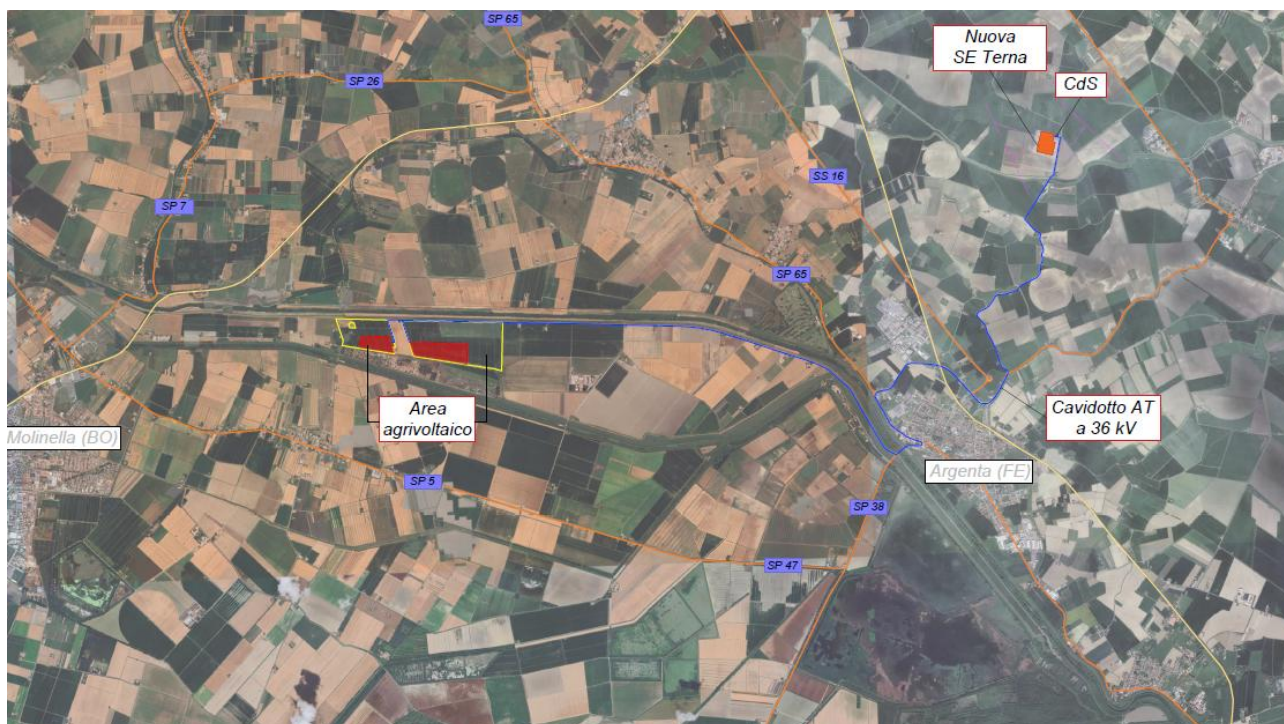 SP 65
Nuova
SE Terna
CdS
SP 26
SS 16
SP 7
SP 65
Area
agrivoltaico
Cavidotto AT
a 36 kV
Molinella (BO)
Argenta (FE)
SP 5
SP 38
SP 47